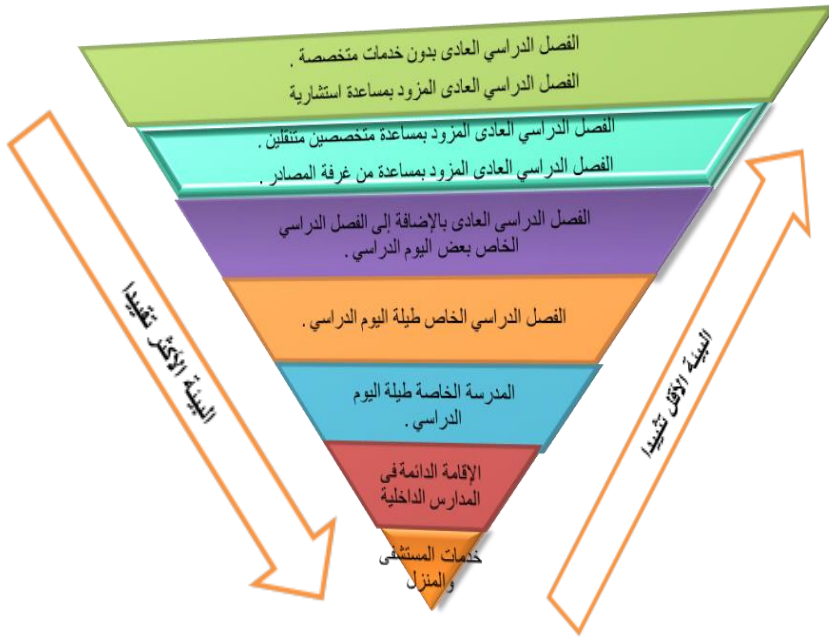 الفصل الدراسي العادى بدون خدمات متخصصة .
الفصل الدراسي العادى المزود بمساعدة استشارية
الفصل الدراسي العادى المزود بمساعدة متخصصين متنقلين .
الفصل الدراسي العادى المزود بمساعدة من غرفة المصادر .
الفصل الدراسى العادى بالإضافة إلى الفصل الدراسي
الخاص بعض اليوم الدراسي .
الفصل الدراسي الخاص طيلة اليوم الدراسي .
المدرسة الخاصة طيلة اليوم
الدراسي .
الإقامة الدائمة فى
المدارس الداخلية
خدمات المستشفى
والمنزل
البيئة الأكثر تقييدا
البيئة الأقل تقييدا